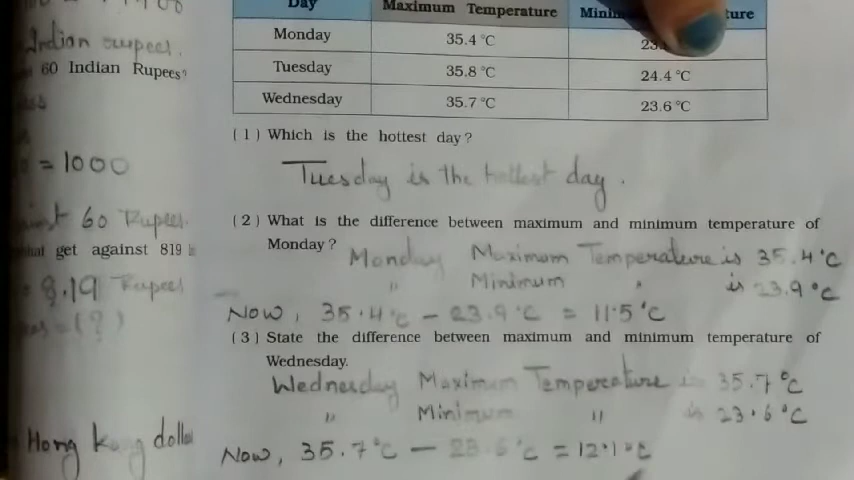 Day Maximum Temperature
Indian rupees.
Monday 35.4 °C
60 Indian Rupees?
Tuesday 35.8 °C 24.4 °C
Wednesday 35.7 °C 23.6 °C
(1) Which is the hottest day?
= 1000
Tuesday is the hottest day.
60 Rupees.
(2) What is the difference between maximum and minimum temperature of
get against 819
Monday? Monday Maximum Temperature is 35.4°C
8.19 Rupees
" Minimum " is 23.9°C
Now, 35.4°C - 23.9°C = 11.5°C
= (?)
(3) State the difference between maximum and minimum temperature of
Wednesday.
Wednesday Maximum Temperature is 35.7°C
" Minimum " is 23.6°C
Hong Kong dollar
Now, 35.7°C - 23.6°C = 12.1°C